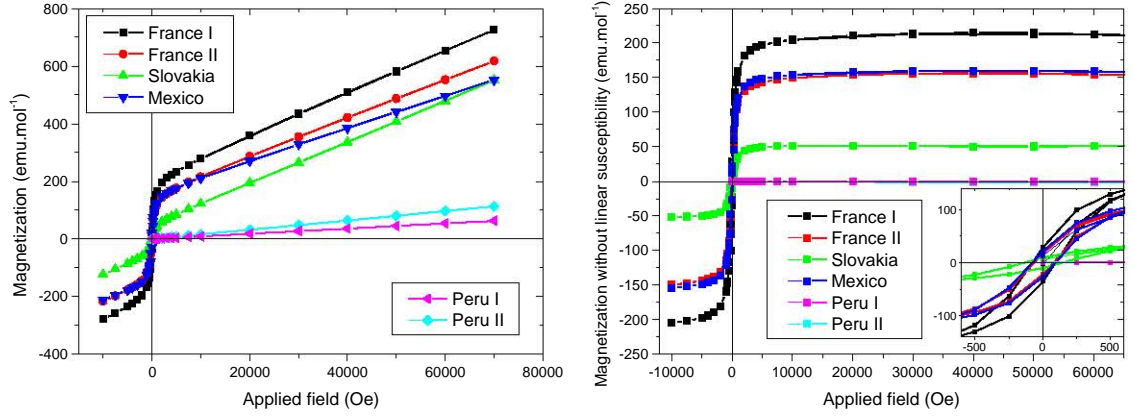 800
600
400
200
0
-200
-400
0
20000
40000
60000
80000
Magnetization (emu.mol⁻¹)
Applied field (Oe)
France I
France II
Slovakia
Mexico
Peru I
Peru II
250
200
150
100
50
0
-50
-100
-150
-200
-250
-10000
0
10000
20000
30000
40000
50000
60000
Magnetization without linear susceptibility (emu.mol⁻¹)
Applied field (Oe)
France I
France II
Slovakia
Mexico
Peru I
Peru II
100
0
-100
-500
0
500